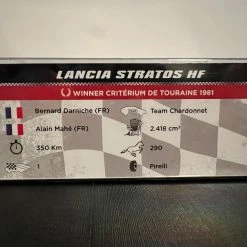 LANCIA STRATOS HF
WINNER CRITÉRIUM DE TOURAINE 1981
Bernard Darniche (FR) Team Chardonnet
Alain Mahé (FR) 2.418 cm³
350 Km 290
1 Pirelli